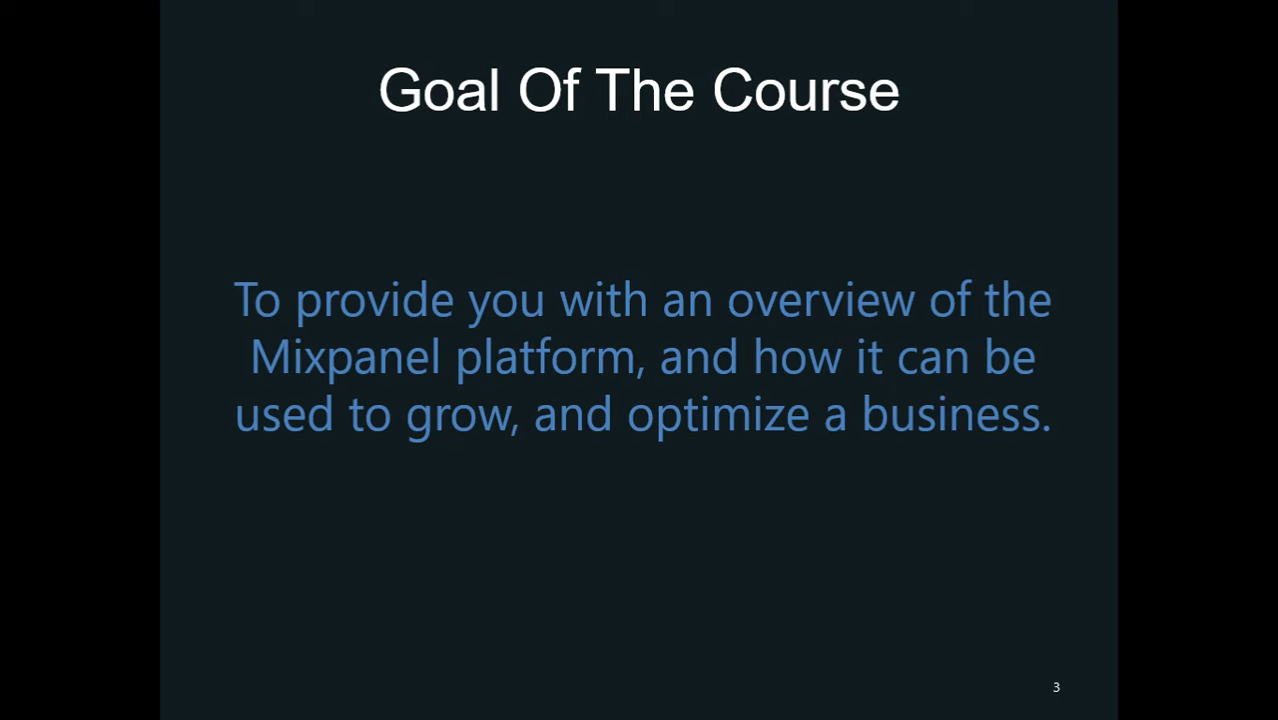 Goal Of The Course
To provide you with an overview of the
Mixpanel platform, and how it can be
used to grow, and optimize a business.
3